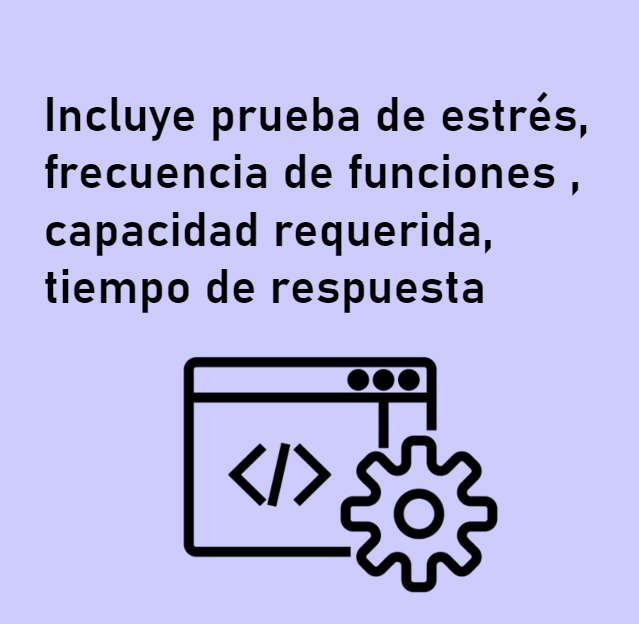 Incluye prueba de estrés,
frecuencia de funciones ,
capacidad requerida,
tiempo de respuesta
</>